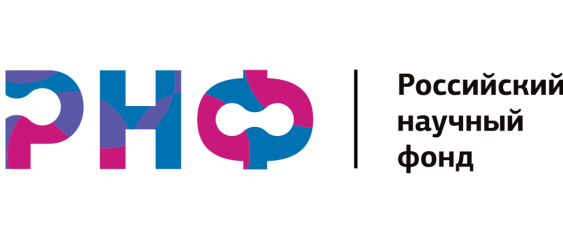 РНФ
Российский
научный
фонд